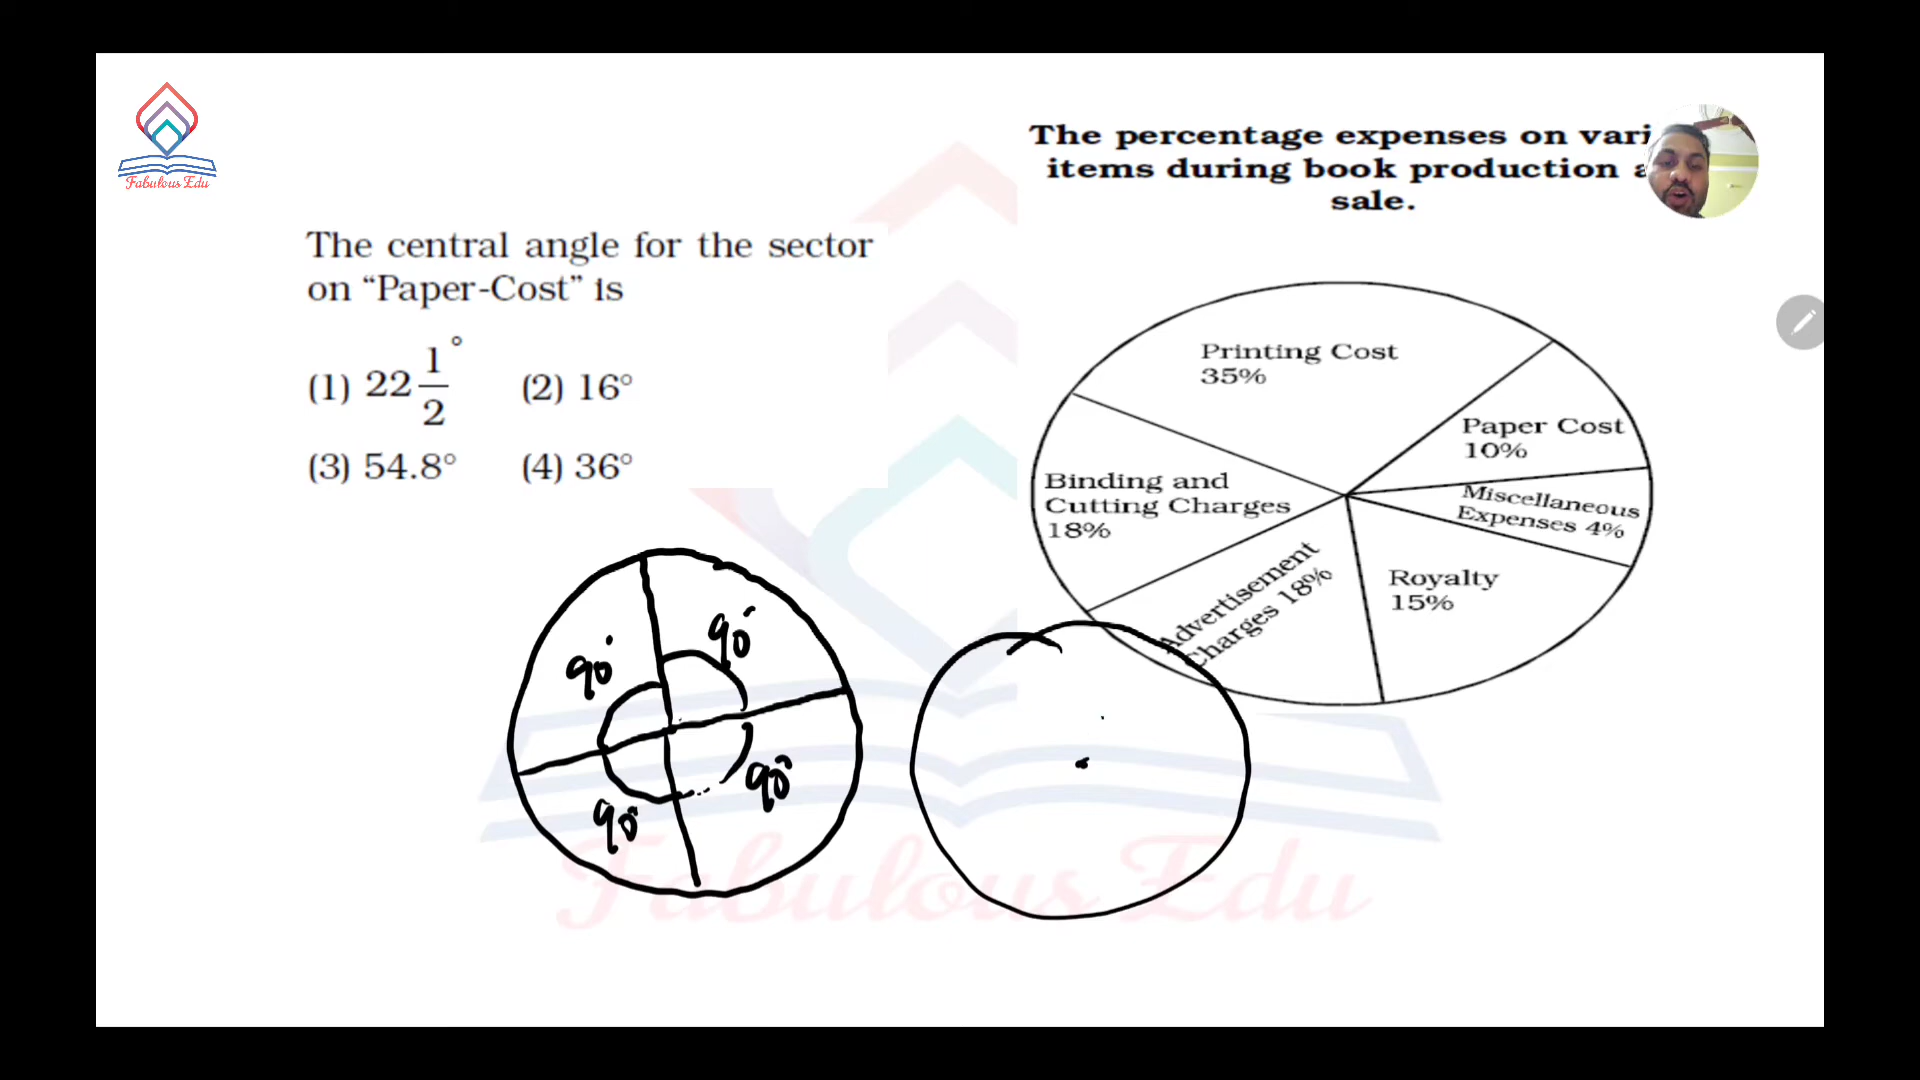 Fabulous Edu
The percentage expenses on vari
items during book production a
sale.
The central angle for the sector
on “Paper-Cost” is
(1) 22 1/2° (2) 16°
(3) 54.8° (4) 36°
Printing Cost
35%
Paper Cost
10%
Binding and
Cutting Charges
18%
Miscellaneous
Expenses 4%
Advertisement
Charges 18%
Royalty
15%
90°
90°
90°
90°
Fabulous Edu